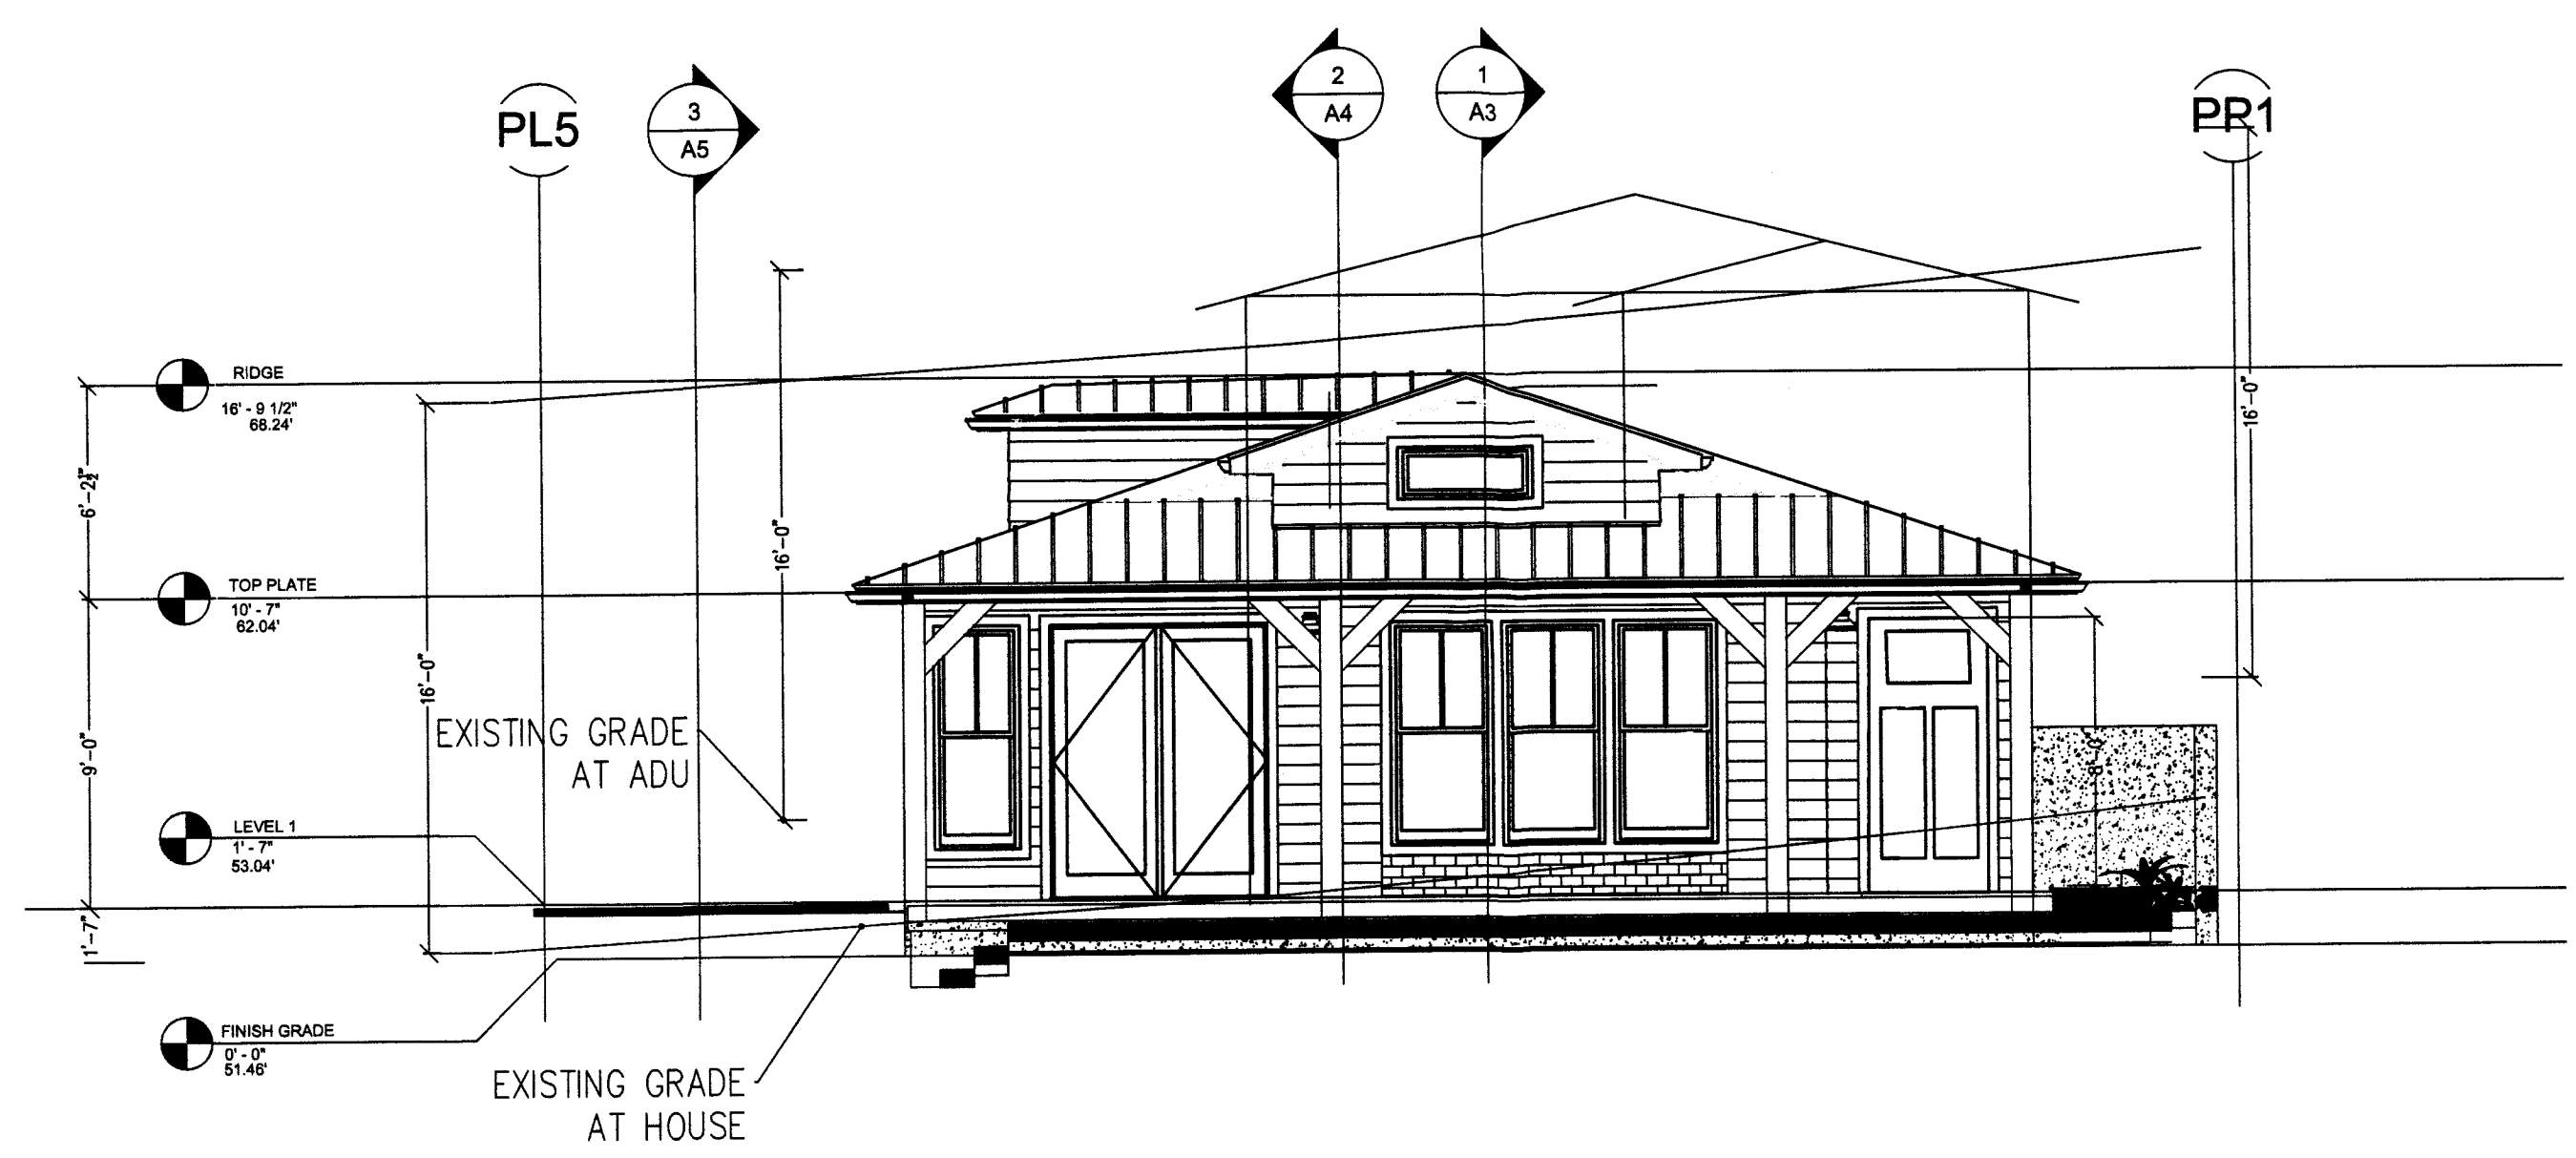 2
A4
1
A3
PL5
3
A5
PR1
RIDGE
16' - 9 1/2"
68.24'
6'-2½"
16'-0"
16'-0"
16'-0"
TOP PLATE
10' - 7"
62.04'
9'-0"
EXISTING GRADE
AT ADU
8'-0"
LEVEL 1
1' - 7"
53.04'
1'-7"
FINISH GRADE
0' - 0"
51.46'
EXISTING GRADE
AT HOUSE